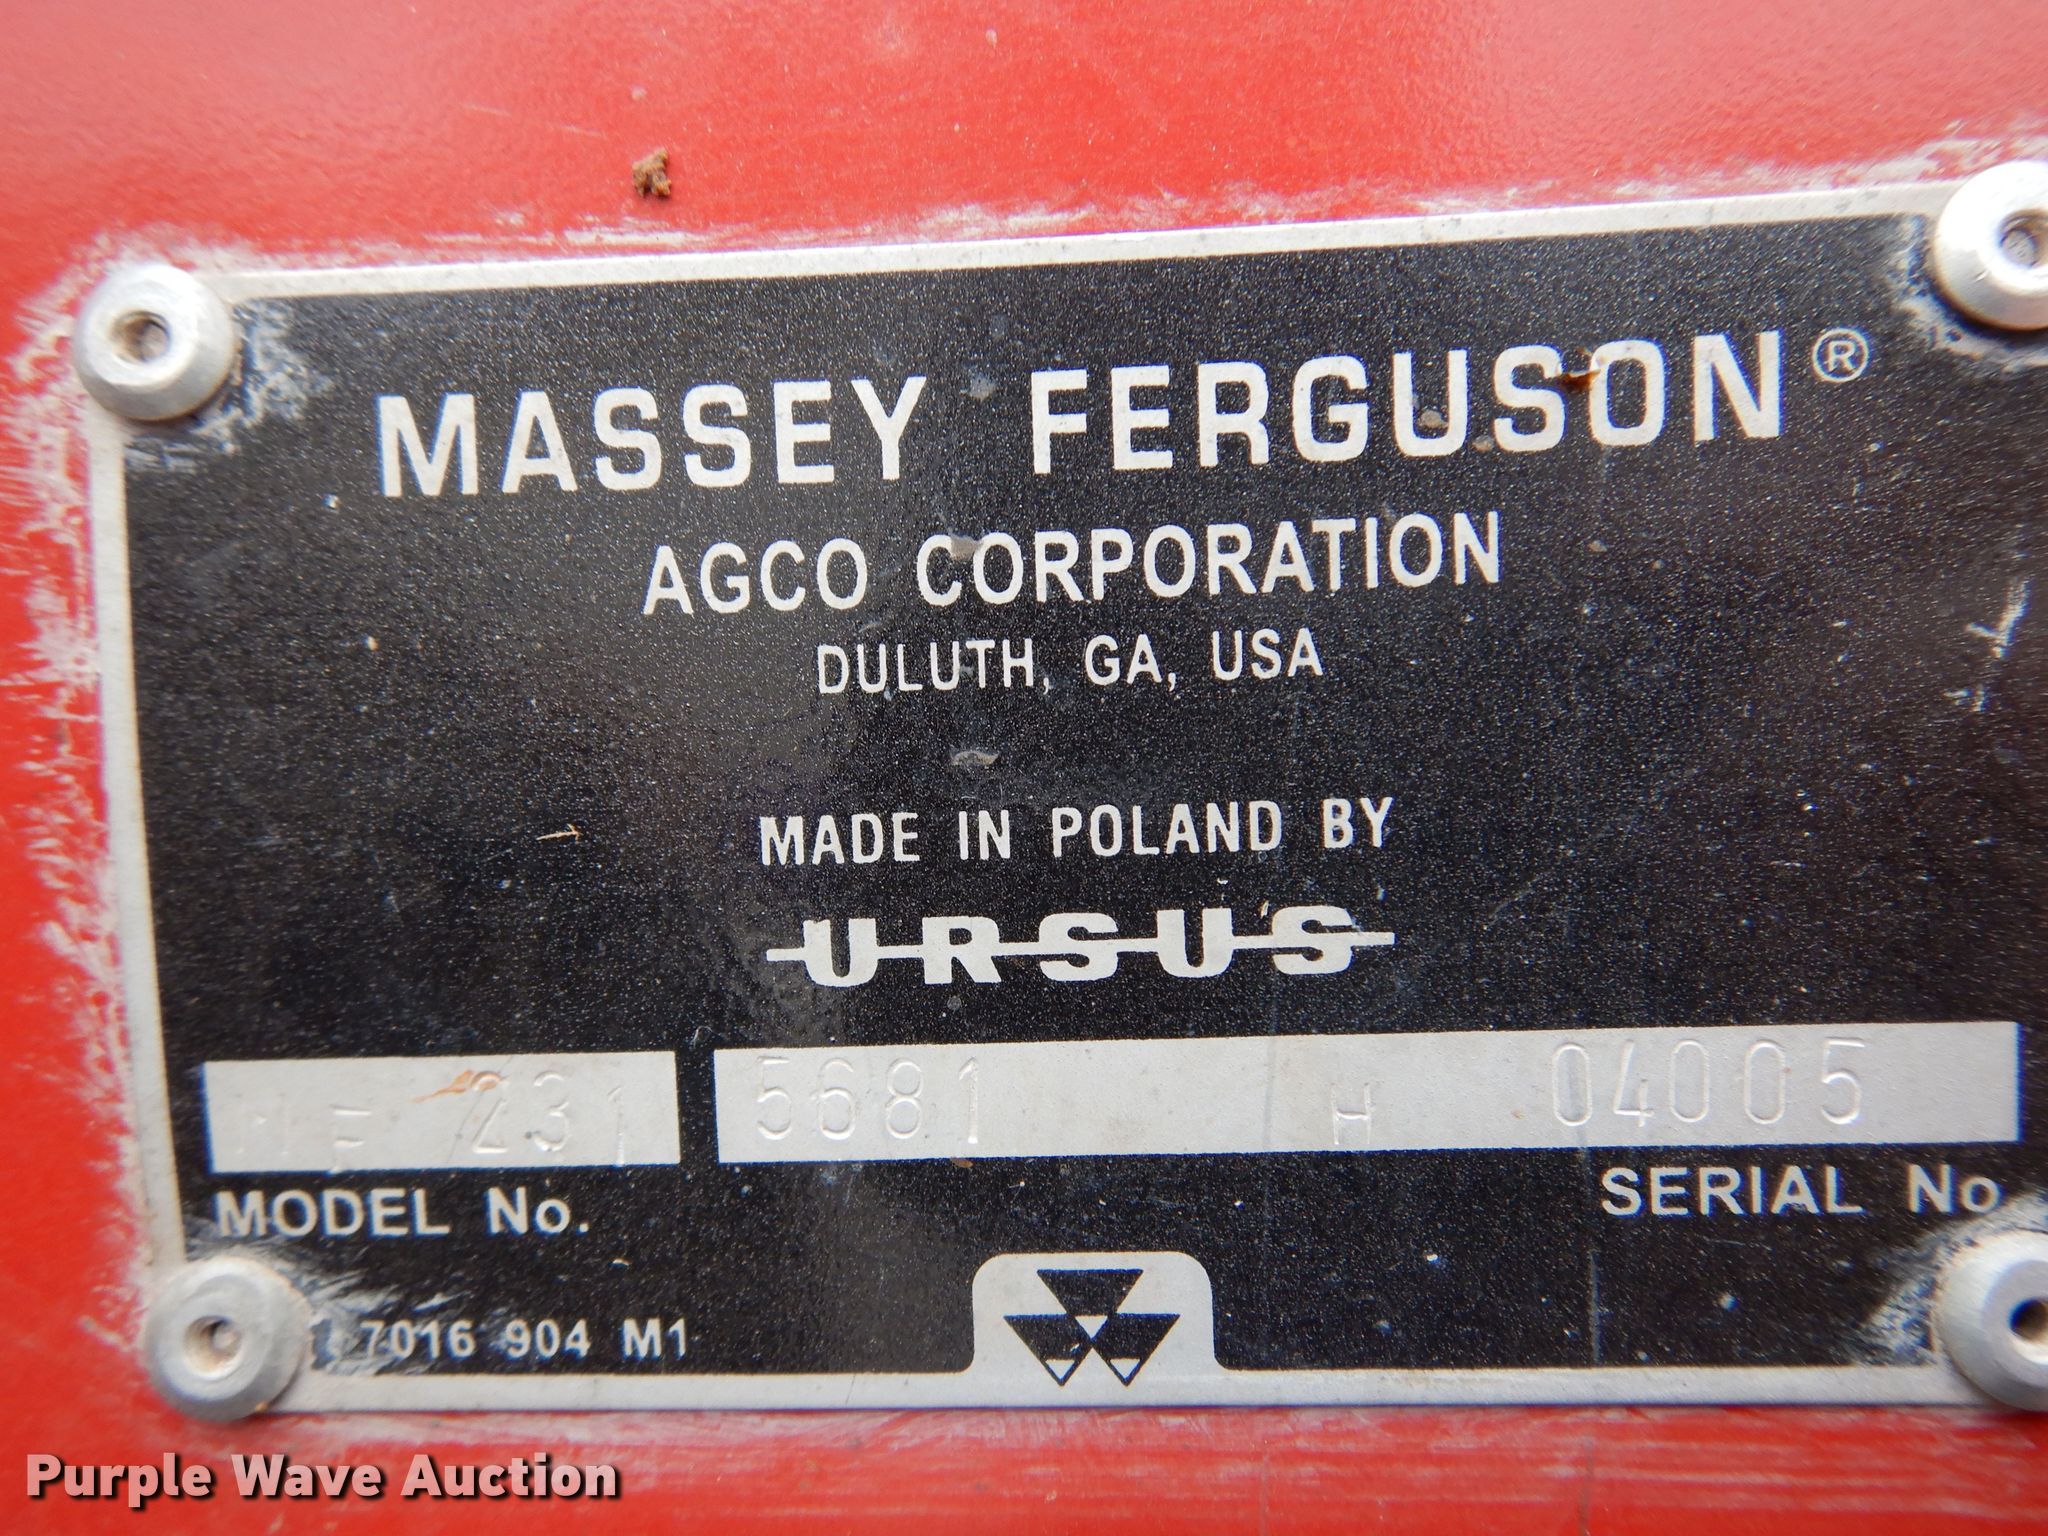 MASSEY FERGUSON®
AGCO CORPORATION
DULUTH, GA, USA
MADE IN POLAND BY
URSUS
MF 231 5681 H 04005
MODEL No. SERIAL No
7016 904 M1
Purple Wave Auction